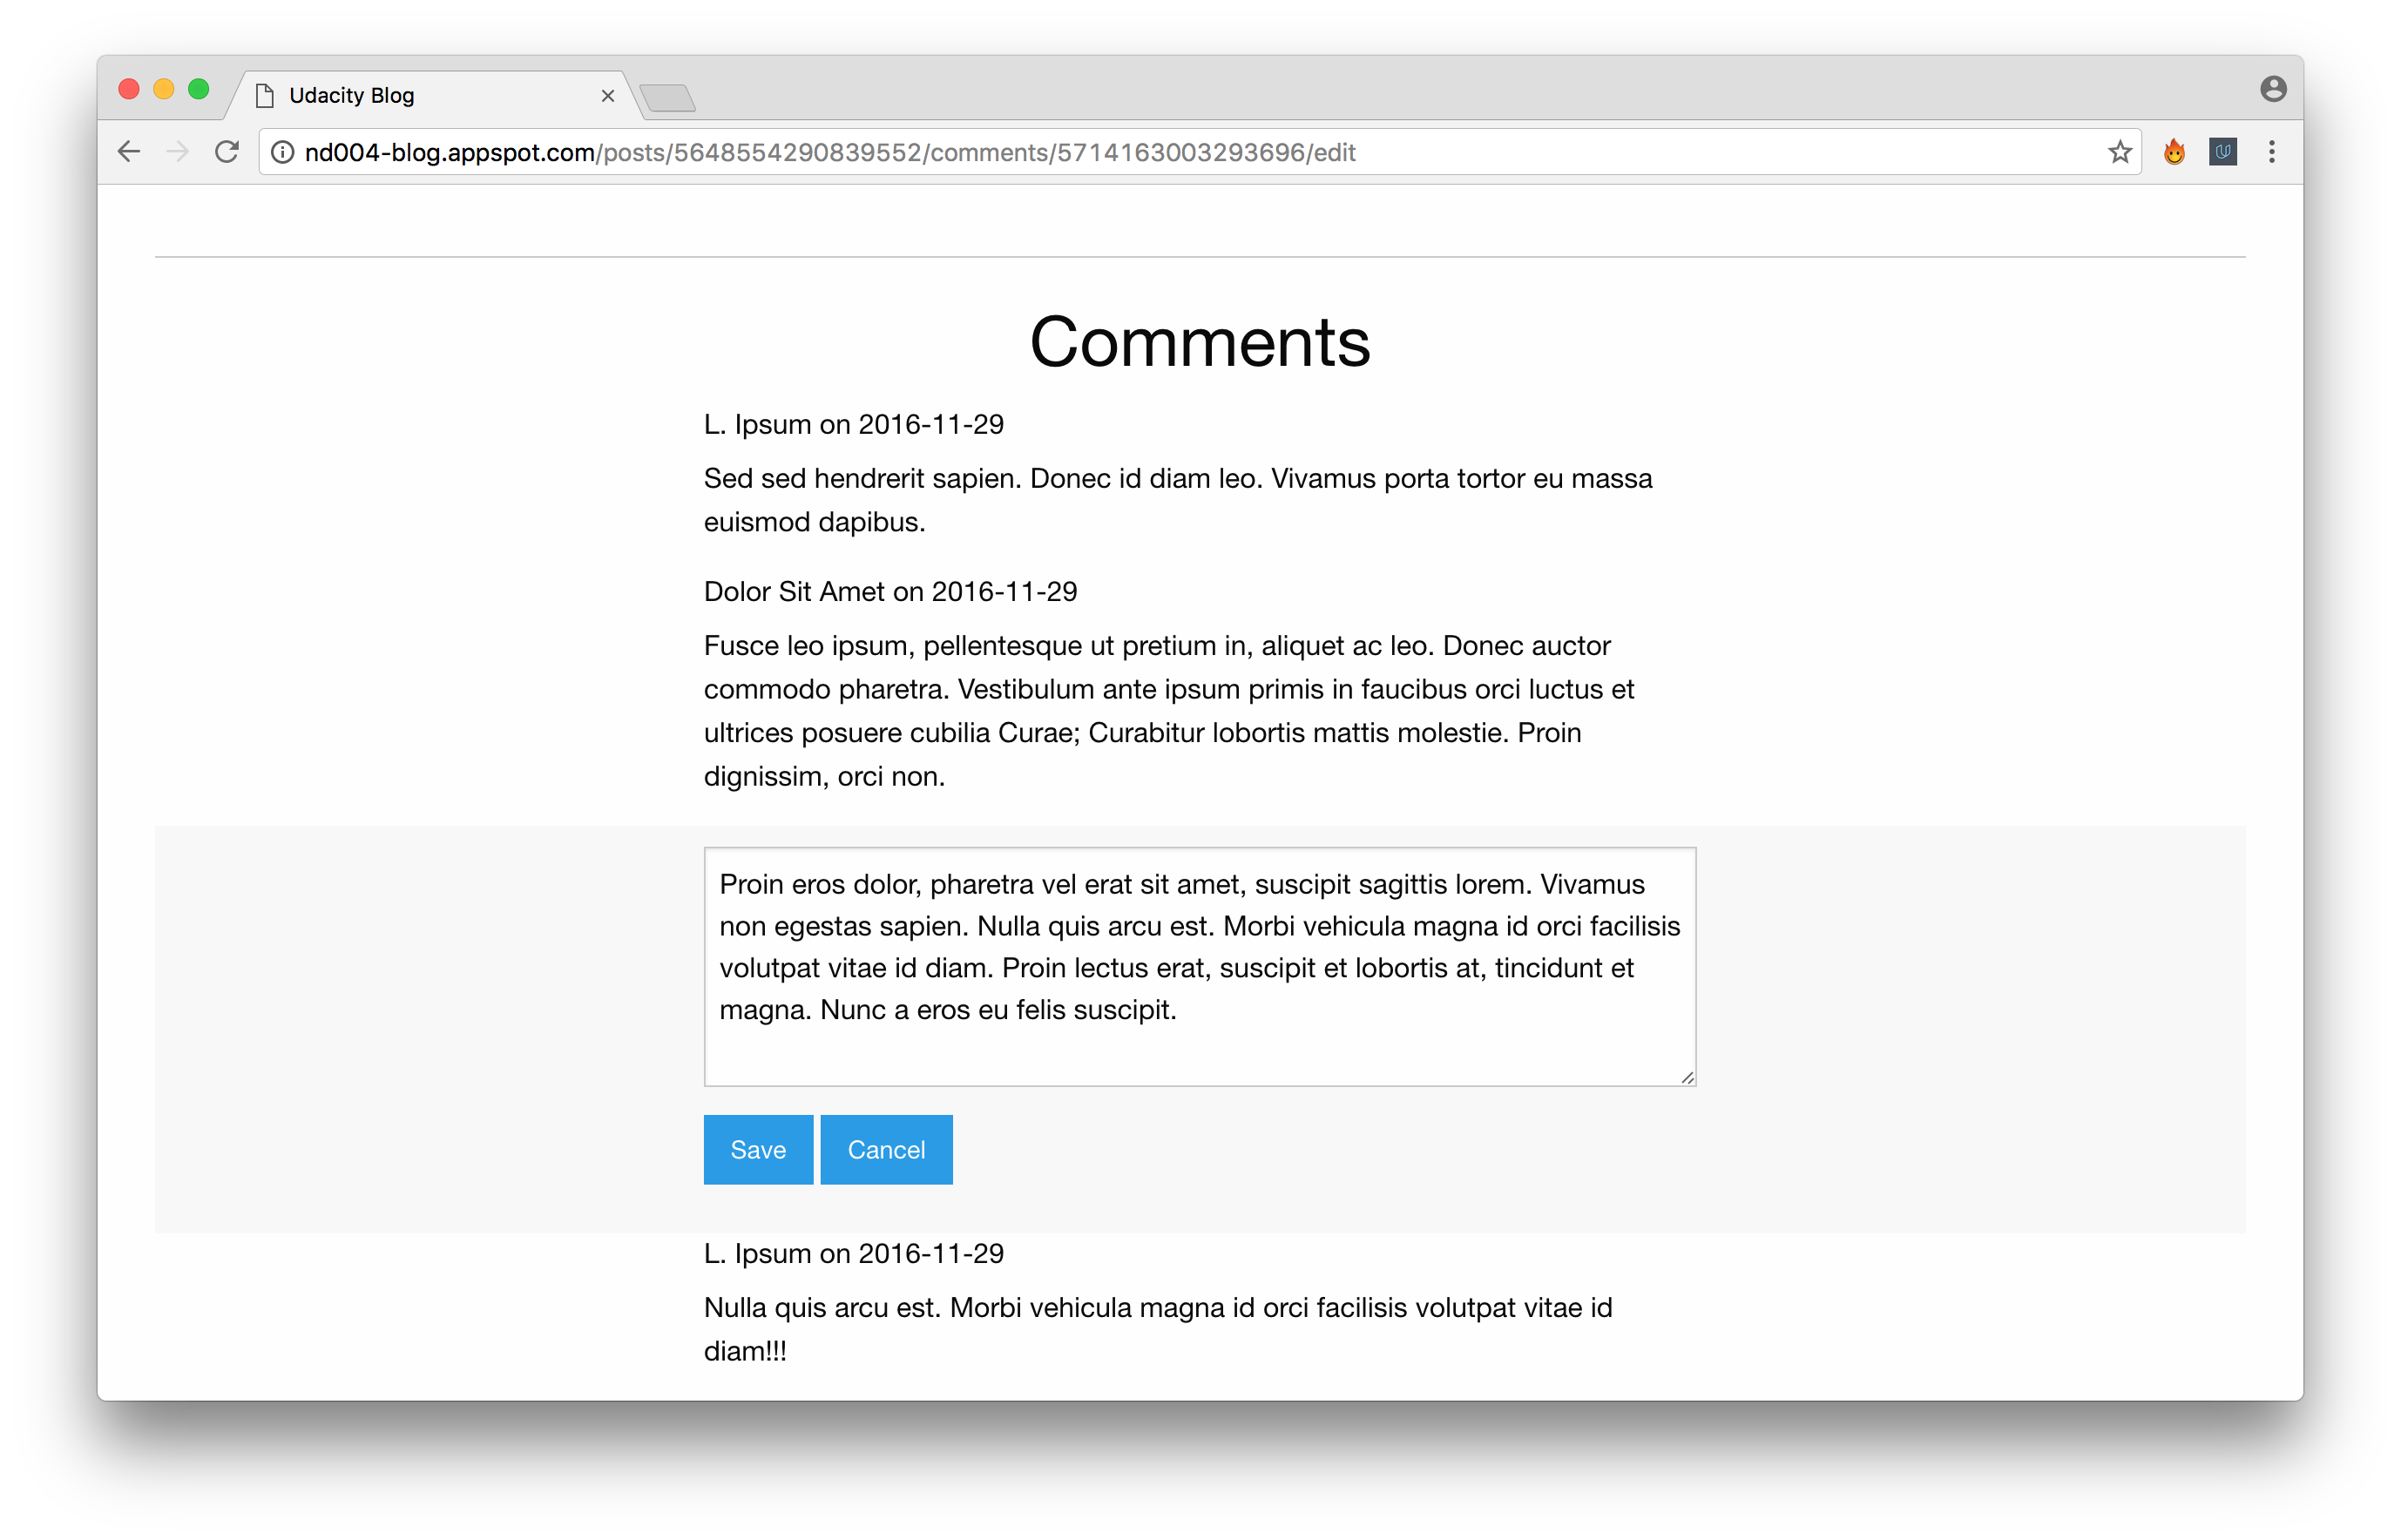 Udacity Blog
nd004-blog.appspot.com/posts/5648554290839552/comments/5714163003293696/edit
Comments
L. Ipsum on 2016-11-29
Sed sed hendrerit sapien. Donec id diam leo. Vivamus porta tortor eu massa
euismod dapibus.
Dolor Sit Amet on 2016-11-29
Fusce leo ipsum, pellentesque ut pretium in, aliquet ac leo. Donec auctor
commodo pharetra. Vestibulum ante ipsum primis in faucibus orci luctus et
ultrices posuere cubilia Curae; Curabitur lobortis mattis molestie. Proin
dignissim, orci non.
Proin eros dolor, pharetra vel erat sit amet, suscipit sagittis lorem. Vivamus
non egestas sapien. Nulla quis arcu est. Morbi vehicula magna id orci facilisis
volutpat vitae id diam. Proin lectus erat, suscipit et lobortis at, tincidunt et
magna. Nunc a eros eu felis suscipit.
Save Cancel
L. Ipsum on 2016-11-29
Nulla quis arcu est. Morbi vehicula magna id orci facilisis volutpat vitae id
diam!!!